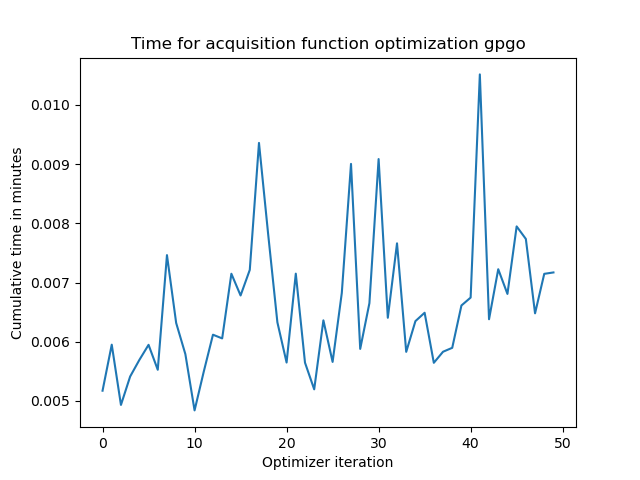 Time for acquisition function optimization gpgo
0.010
0.009
0.008
0.007
0.006
0.005
Cumulative time in minutes
0 10 20 30 40 50
Optimizer iteration